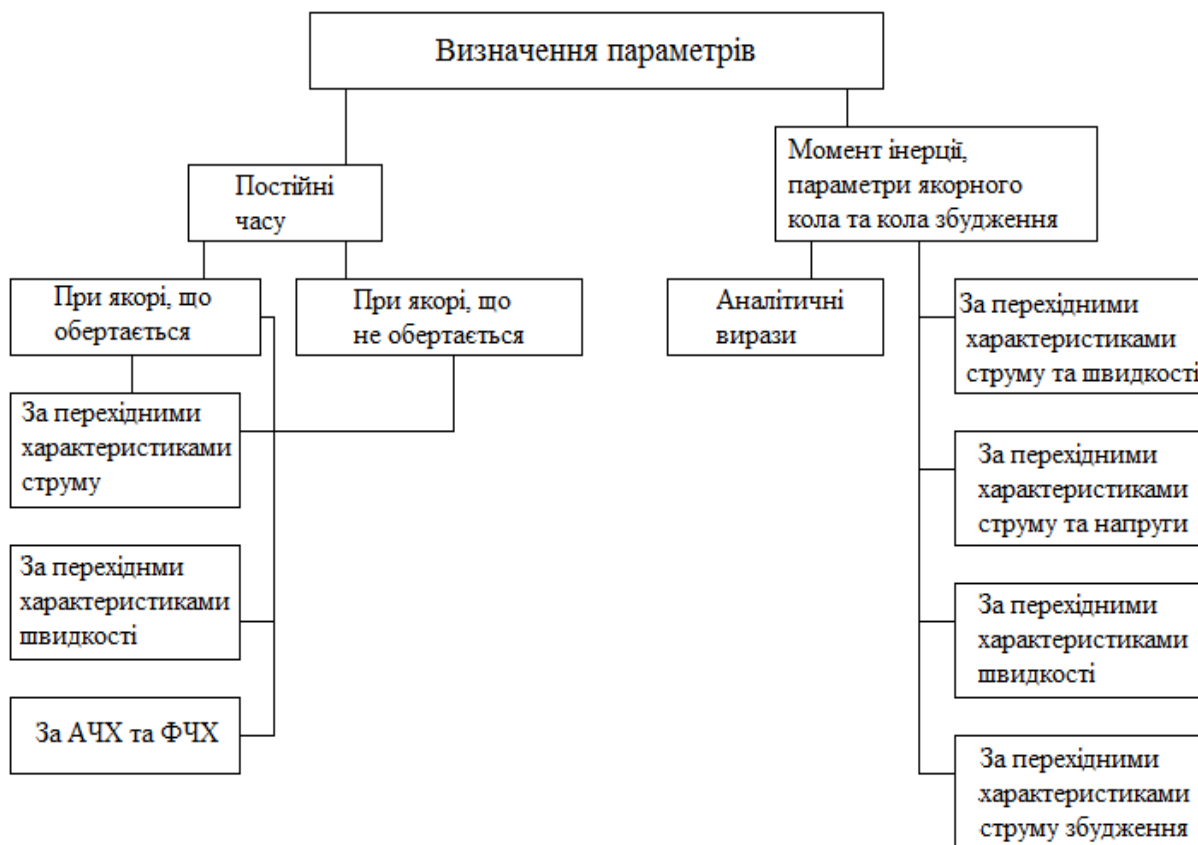 Визначення параметрів
Момент інерції,
параметри якорного
кола та кола збудження
Постійні
часу
При якорі, що
обертається
При якорі, що
не обертається
Аналітичні
вирази
За перехідними
характеристиками
струму та швидкості
За перехідними
характеристиками
струму
За перехідними
характеристиками
струму та напруги
За перехіднми
характеристиками
швидкості
За перехідними
характеристиками
швидкості
За АЧХ та ФЧХ
За перехідними
характеристиками
струму збудження